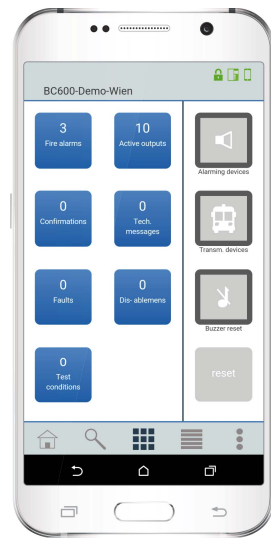 BC600-Demo-Wien
3
Fire alarms
10
Active outputs
Alarming devices
0
Confirmations
0
Tech.
messages
Transm. devices
0
Faults
0
Dis- ablemens
Buzzer reset
0
Test
conditions
reset